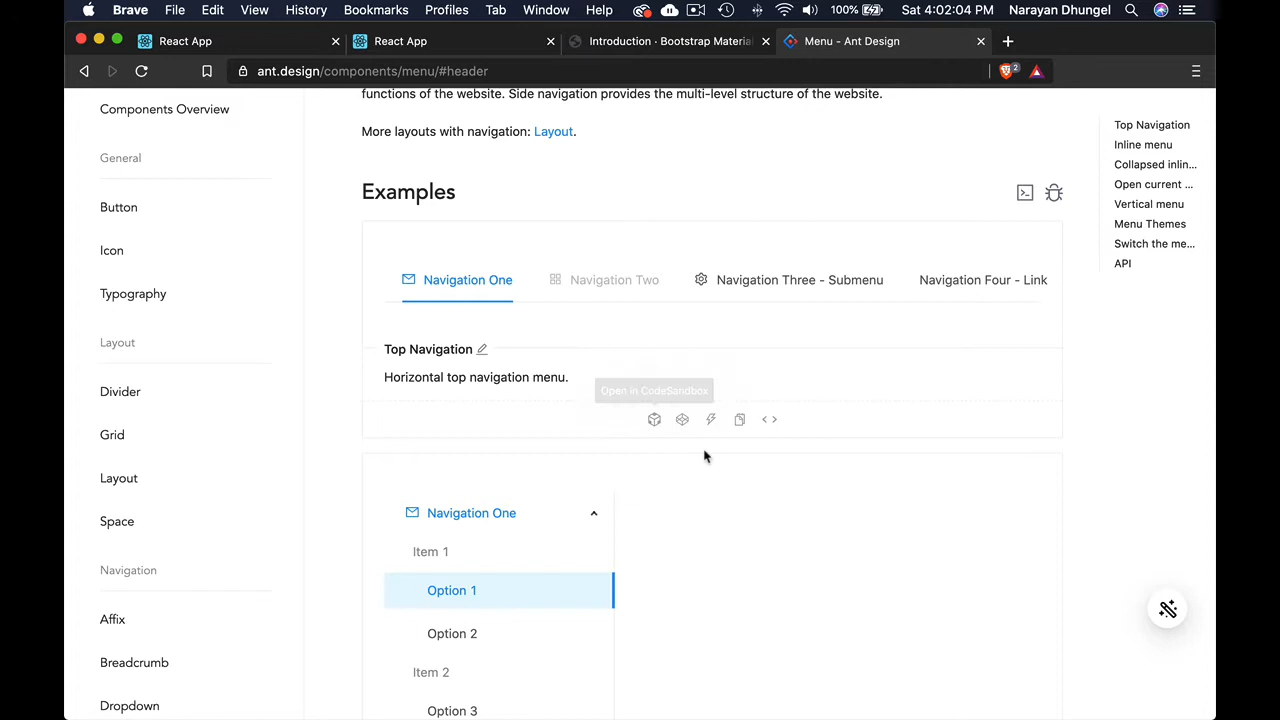 Brave File Edit View History Bookmarks Profiles Tab Window Help 100% Sat 4:02:04 PM Narayan Dhungel
React App React App Introduction · Bootstrap Material Menu - Ant Design
ant.design/components/menu/#header 2
Components Overview
General
Button
Icon
Typography
Layout
Divider
Grid
Layout
Space
Navigation
Affix
Breadcrumb
Dropdown
functions of the website. Side navigation provides the multi-level structure of the website.
More layouts with navigation: Layout.
Examples
Navigation One Navigation Two Navigation Three - Submenu Navigation Four - Link
Top Navigation
Horizontal top navigation menu.
Open in CodeSandbox
Navigation One
Item 1
Option 1
Option 2
Item 2
Option 3
Top Navigation
Inline menu
Collapsed inlin...
Open current ...
Vertical menu
Menu Themes
Switch the me...
API